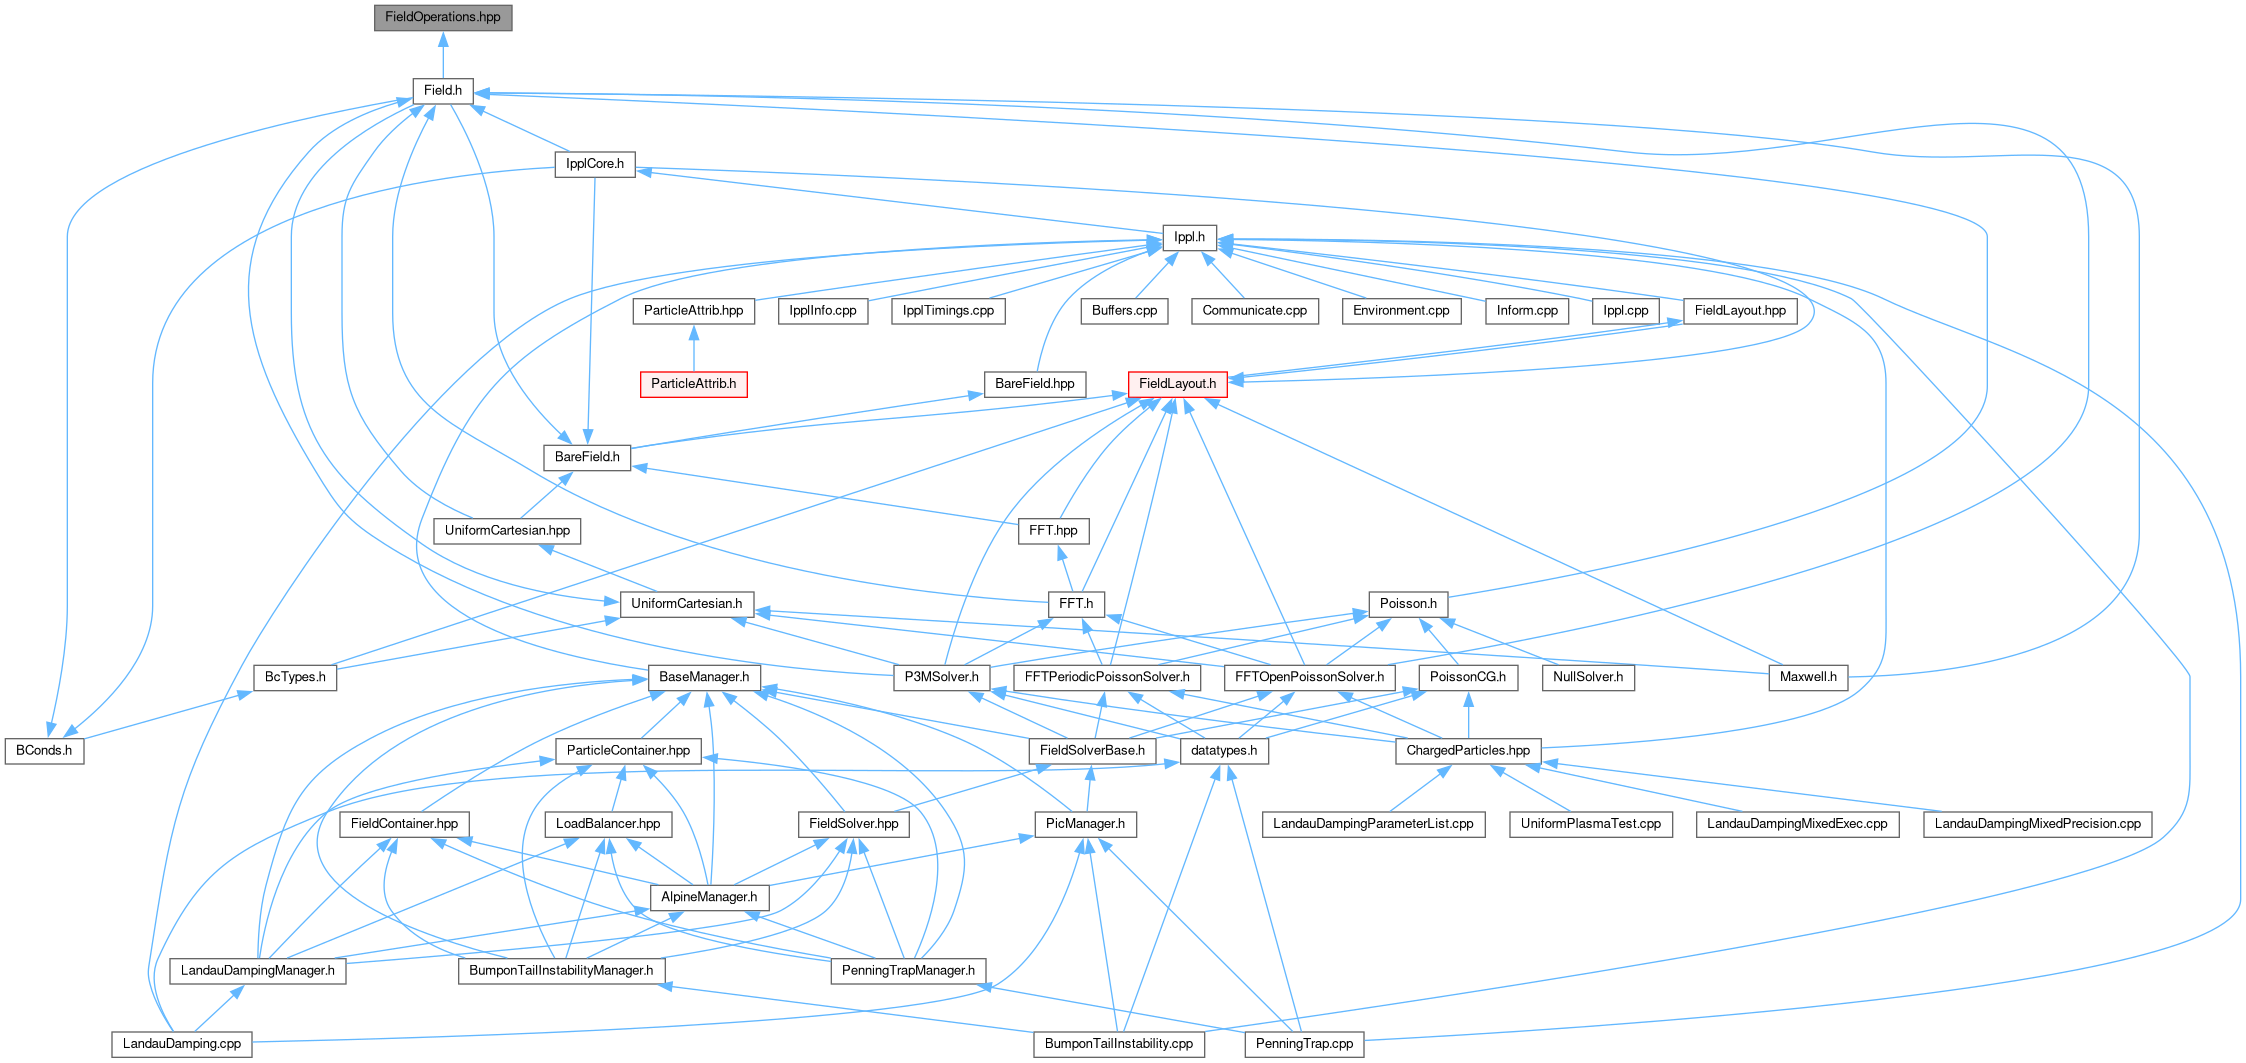 FieldOperations.hpp
Field.h
IpplCore.h
Ippl.h
ParticleAttrib.hpp
IpplInfo.cpp
IpplTimings.cpp
Buffers.cpp
Communicate.cpp
Environment.cpp
Inform.cpp
Ippl.cpp
FieldLayout.hpp
ParticleAttrib.h
BareField.hpp
FieldLayout.h
BareField.h
UniformCartesian.hpp
FFT.hpp
UniformCartesian.h
FFT.h
Poisson.h
BcTypes.h
BaseManager.h
P3MSolver.h
FFTPeriodicPoissonSolver.h
FFTOpenPoissonSolver.h
PoissonCG.h
NullSolver.h
Maxwell.h
BConds.h
ParticleContainer.hpp
FieldSolverBase.h
datatypes.h
ChargedParticles.hpp
FieldContainer.hpp
LoadBalancer.hpp
FieldSolver.hpp
PicManager.h
LandauDampingParameterList.cpp
UniformPlasmaTest.cpp
LandauDampingMixedExec.cpp
LandauDampingMixedPrecision.cpp
AlpineManager.h
LandauDampingManager.h
BumponTailInstabilityManager.h
PenningTrapManager.h
LandauDamping.cpp
BumponTailInstability.cpp
PenningTrap.cpp